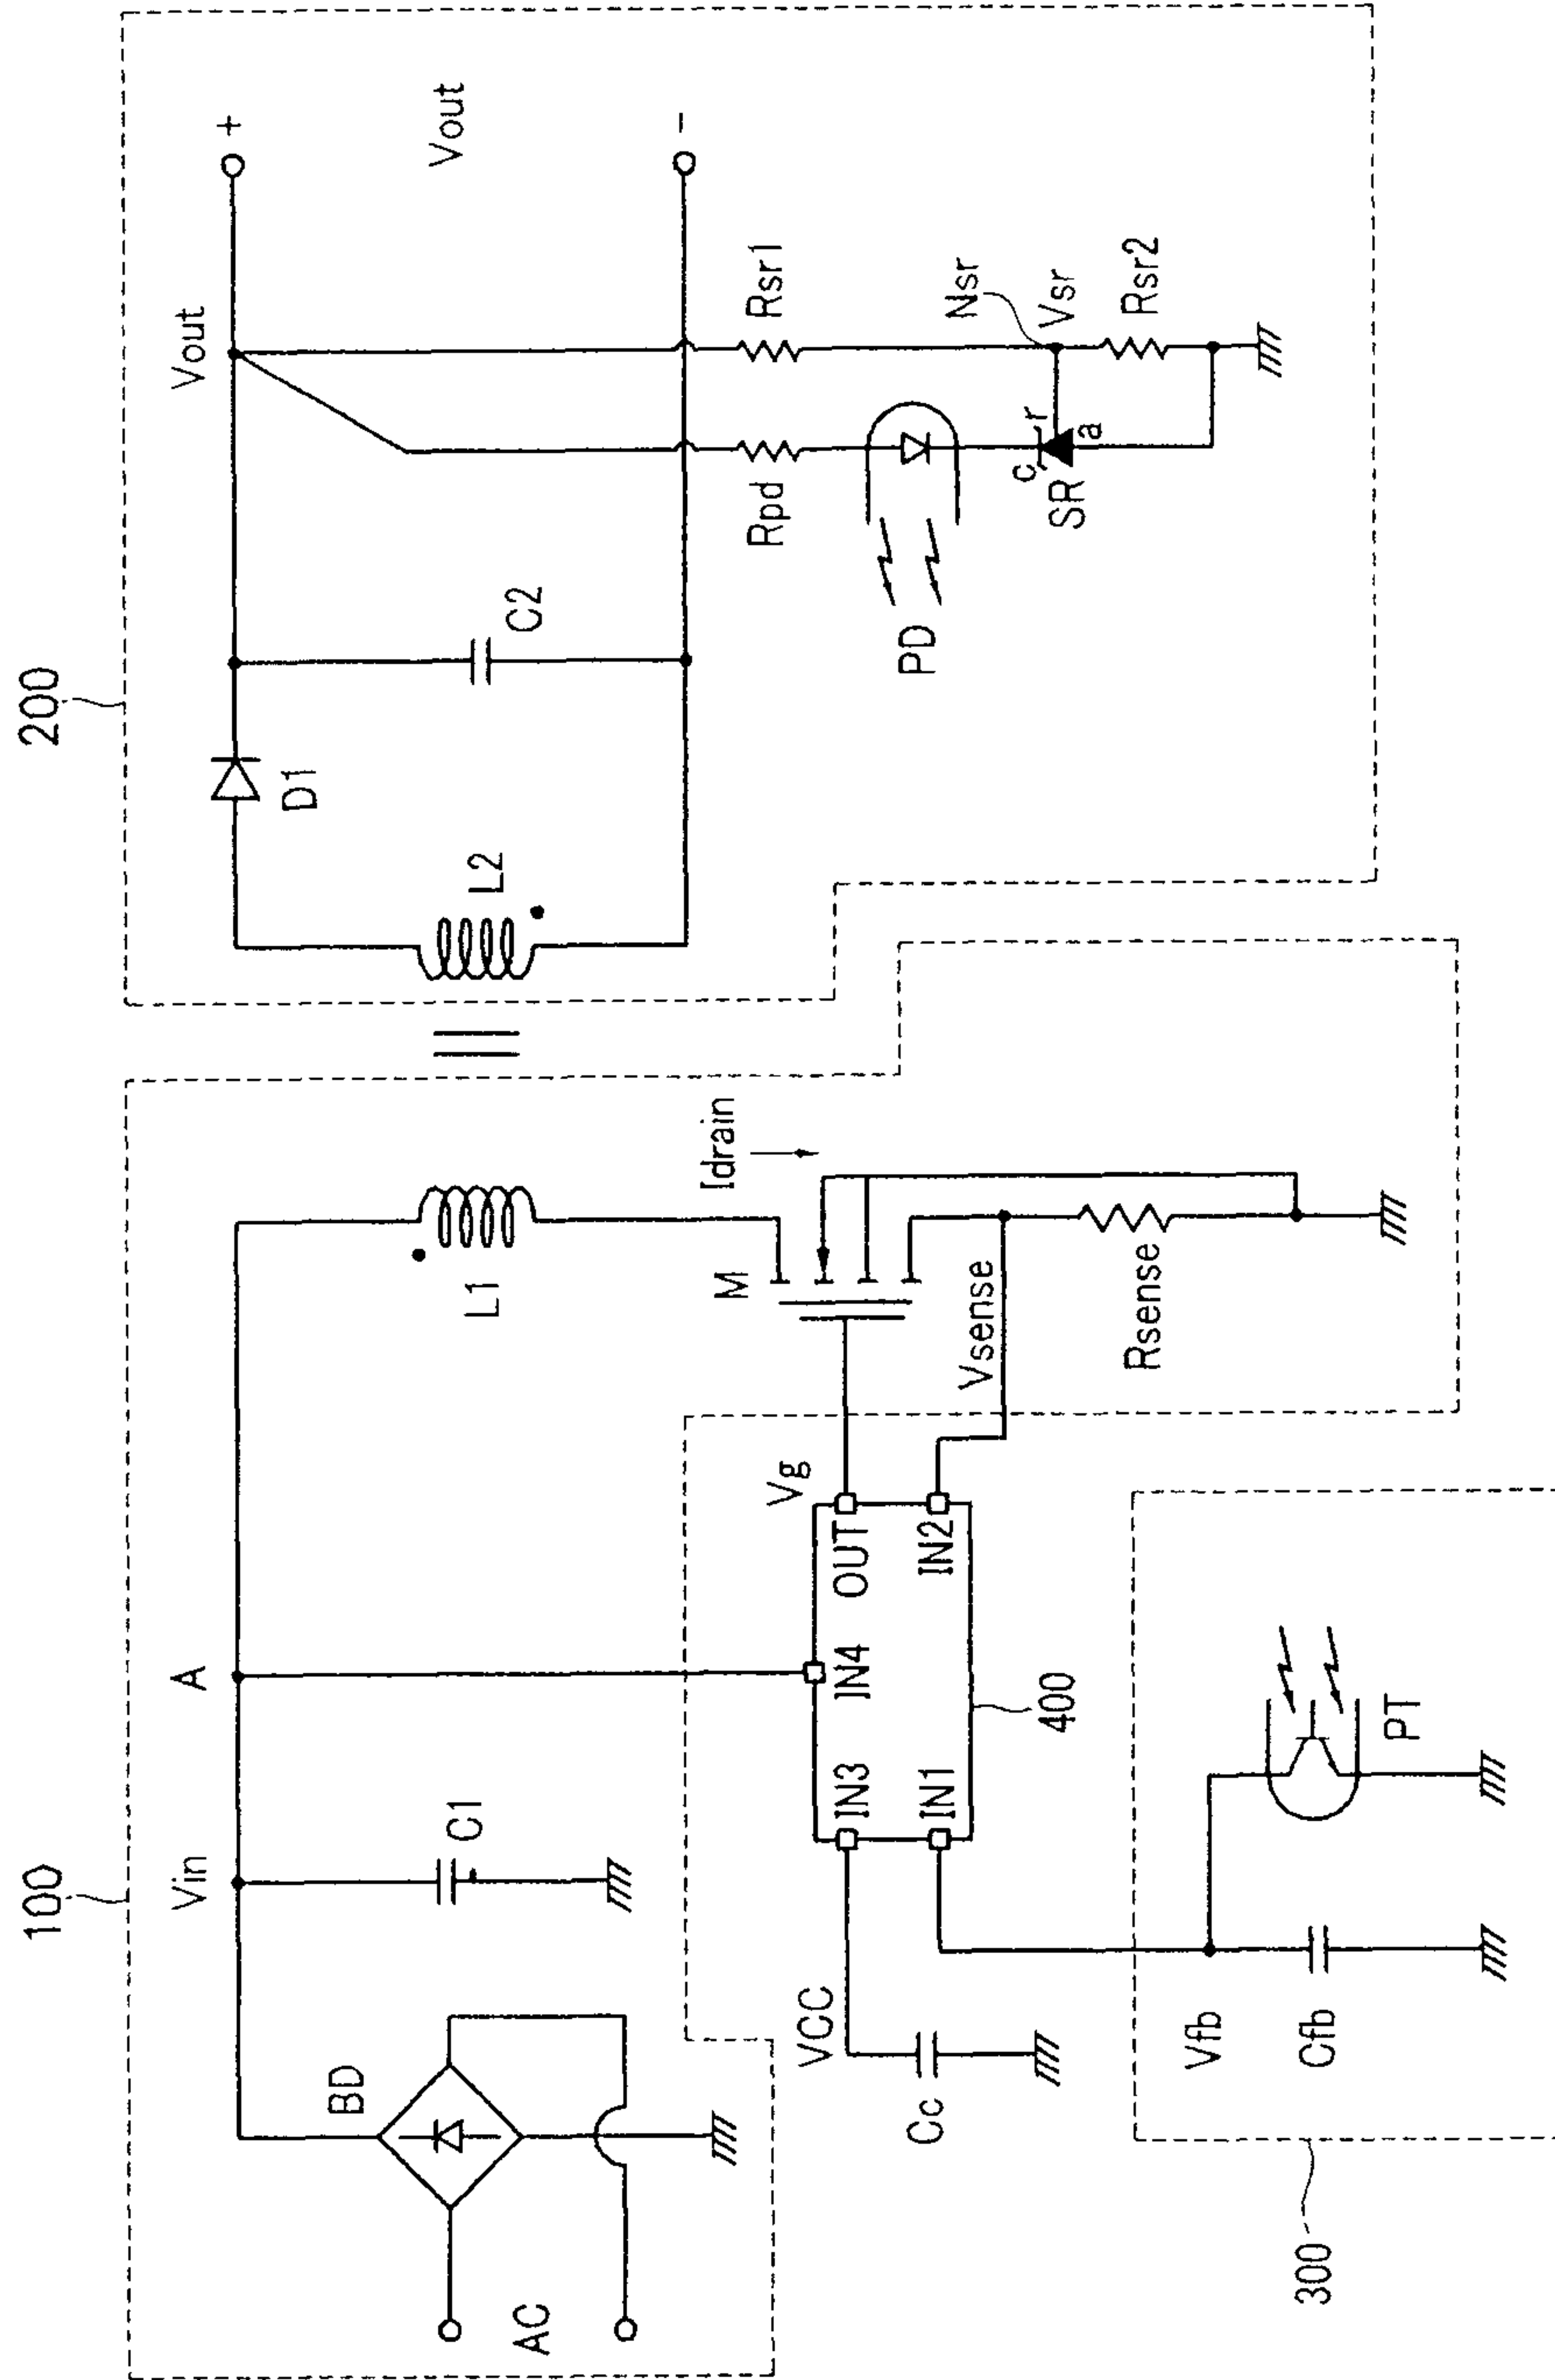 100
200
Vin
A
Vout
+
BD
C1
L1
L2
D1
C2
Vout
-
AC
Idrain
M
VCC
Vg
IN3
IN4
OUT
IN1
IN2
Cc
400
Vsense
Rsense
Rpd
Rsr1
PD
Nsr
Vsr
c
r
a
SR
Rsr2
Vfb
Cfb
PT
300